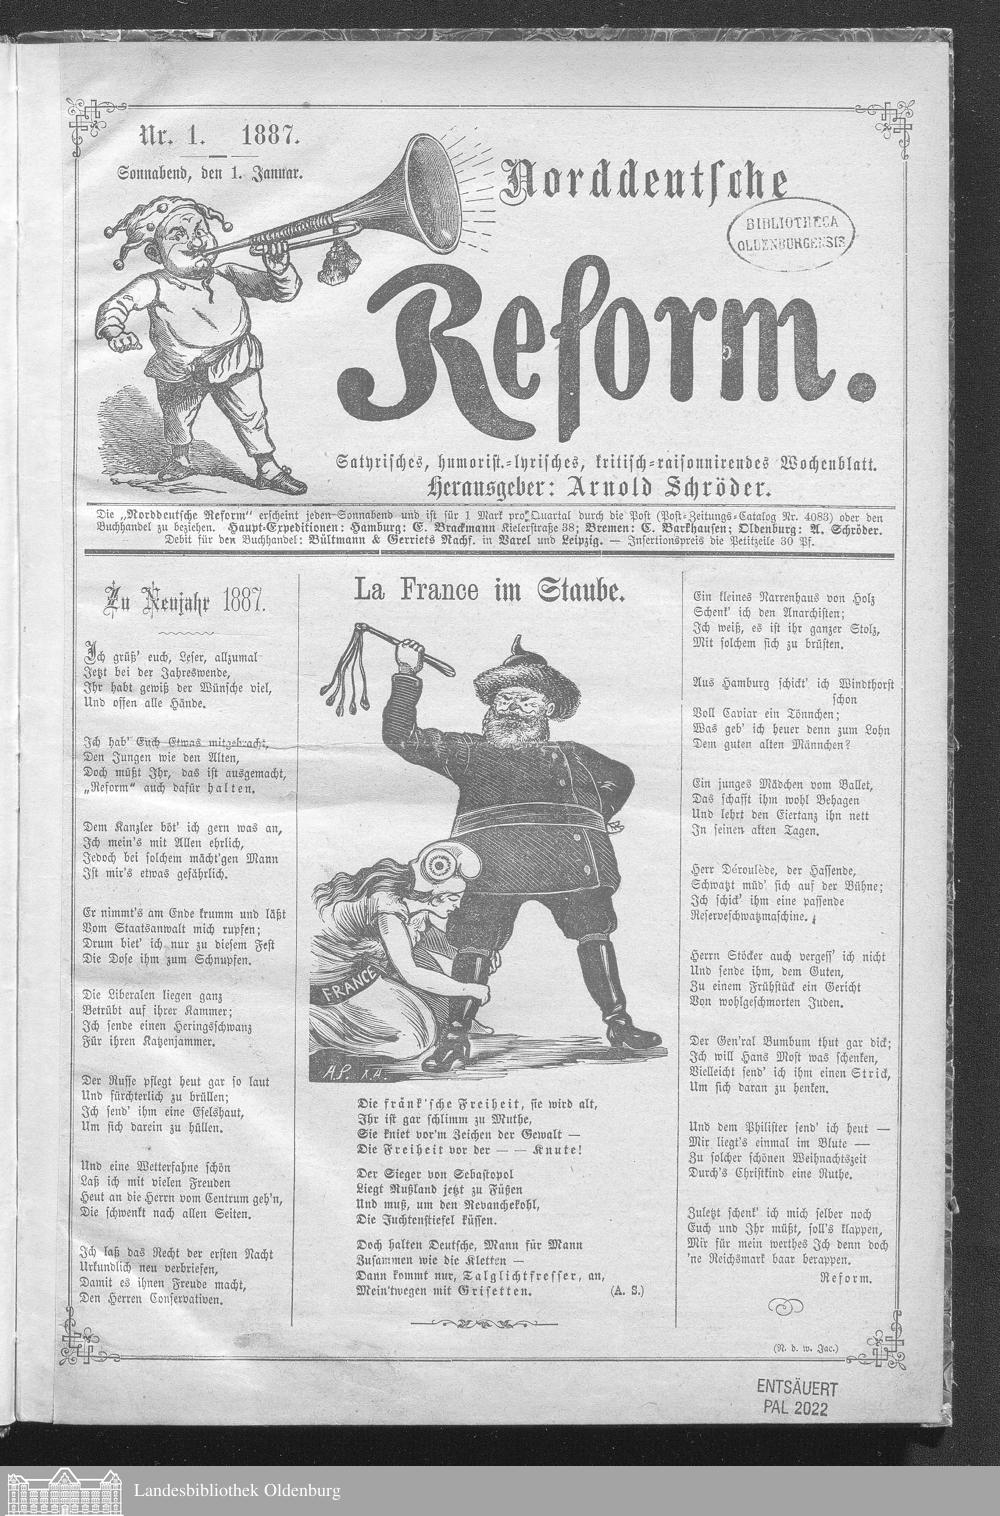 Nr. 1. 1887.
Sonnabend, den 1. Januar.
Norddeutsche
BIBLIOTHECA
OLDENBURGENSIS
Reform.
Satyrisches, humorist.-lyrisches, kritisch-raisonnirendes Wochenblatt.
Herausgeber: Arnold Schröder.
Die „Norddeutsche Reform“ erscheint jeden Sonnabend und ist für 1 Mark pro Quartal durch die Post (Post-Zeitungs-Catalog Nr. 4083) oder den
Buchhandel zu beziehen. Haupt-Expeditionen: Hamburg: E. Brackmann Kielerstraße 38; Bremen: C. Barkhausen; Oldenburg: A. Schröder.
Debit für den Buchhandel: Bültmann & Gerriets Nachf. in Varel und Leipzig. — Insertionspreis die Petitzeile 30 Pf.
Zu Neujahr 1887.
Ich grüß' euch, Leser, allzumal
Jetzt bei der Jahreswende,
Ihr habt gewiß der Wünsche viel,
Und offen alle Hände.
Ich hab' Euch Etwas mitgebracht,
Den Jungen wie den Alten,
Doch müßt Ihr, das ist ausgemacht,
„Reform“ auch dafür halten.
Dem Kanzler böt' ich gern was an,
Ich mein's mit Allen ehrlich,
Jedoch bei solchem mächt'gen Mann
Ist mir's etwas gefährlich.
Er nimmt's am Ende krumm und läßt
Vom Staatsanwalt mich rupfen;
Drum biet' ich nur zu diesem Fest
Die Dose ihm zum Schnupfen.
Die Liberalen liegen ganz
Betrübt auf ihrer Kammer;
Ich sende einen Heringsschwanz
Für ihren Katzenjammer.
Der Russe pflegt heut gar so laut
Und fürchterlich zu brüllen;
Ich send' ihm eine Eselshaut,
Um sich darein zu hüllen.
Und eine Wetterfahne schön
Laß ich mit vielen Freuden
Heut an die Herrn vom Centrum geh'n,
Die schwenkt nach allen Seiten.
Ich laß das Recht der ersten Nacht
Urkundlich neu verbriefen,
Damit es ihnen Freude macht,
Den Herren Conservativen.
La France im Staube.
FRANCE
Die fränk'sche Freiheit, sie wird alt,
Ihr ist gar schlimm zu Muthe,
Sie kniet vor'm Zeichen der Gewalt —
Die Freiheit vor der — — Knute!
Der Sieger von Sebastopol
Liegt Rußland jetzt zu Füßen
Und muß, um den Revanchekohl,
Die Juchtenstiefel küssen.
Doch halten Deutsche, Mann für Mann
Zusammen wie die Kletten —
Dann kommt nur, Talglichtfresser, an,
Mein'twegen mit Grisetten. (A. S.)
Ein kleines Narrenhaus von Holz
Schenk' ich den Anarchisten;
Ich weiß, es ist ihr ganzer Stolz,
Mit solchem sich zu brüsten.
Aus Hamburg schick' ich Windthorst
schon
Voll Caviar ein Tönnchen;
Was geb' ich heuer denn zum Lohn
Dem guten alten Männchen?
Ein junges Mädchen vom Ballet,
Das schafft ihm wohl Behagen
Und lehrt den Eiertanz ihn nett
In seinen alten Tagen.
Herr Déroulède, der Hassende,
Schwatzt müd' sich auf der Bühne;
Ich schick' ihm eine passende
Reserveschwatzmaschine.
Herrn Stöcker auch vergess' ich nicht
Und sende ihm, dem Guten,
Zu einem Frühstück ein Gericht
Von wohlgeschmorten Juden.
Der Gen'ral Bumbum thut gar dick;
Ich will Hans Most was schenken,
Vielleicht send' ich ihm einen Strick,
Um sich daran zu henken.
Und dem Philister send' ich heut —
Mir liegt's einmal im Blute —
Zu solcher schönen Weihnachtszeit
Durch's Christkind eine Ruthe.
Zuletzt schenk' ich mich selber noch
Euch und Ihr müßt, soll's klappen,
Mir für mein werthes Ich denn doch
'ne Reichsmark baar berappen.
Reform.
(N. d. w. Jac.)
ENTSÄUERT
PAL 2022
Landesbibliothek Oldenburg